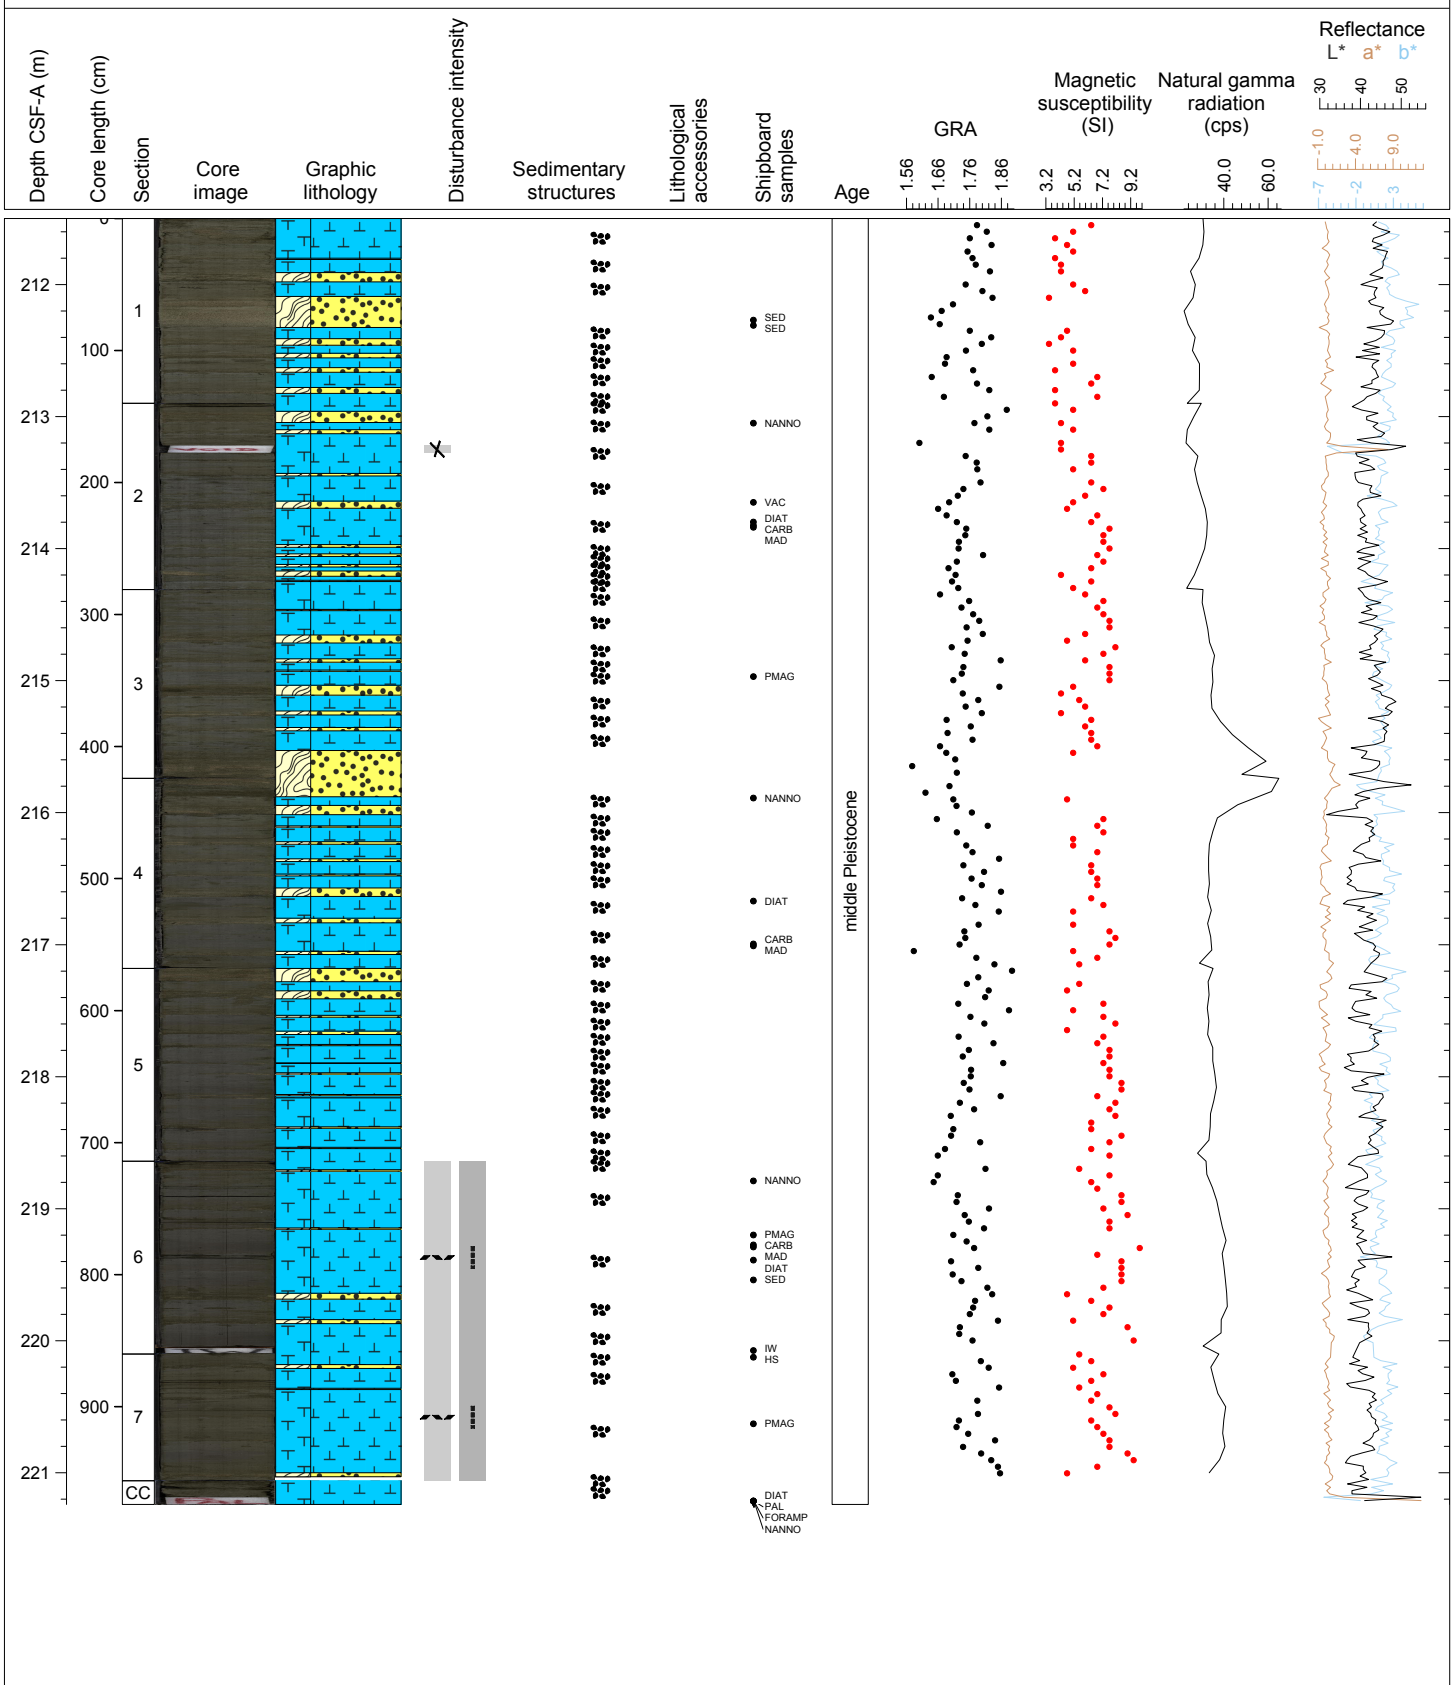 Depth CSF-A (m)
Core length (cm)
Section
Core
image
Graphic
lithology
Disturbance intensity
Sedimentary
structures
Lithological
accessories
Shipboard
samples
Age
GRA
1.56
1.66
1.76
1.86
Magnetic
susceptibility
(SI)
3.2
5.2
7.2
9.2
Natural gamma
radiation
(cps)
40.0
60.0
Reflectance
L* a* b*
30
40
50
-1.0
4.0
9.0
-7
-2
3
212
213
214
215
216
217
218
219
220
221
0
100
200
300
400
500
600
700
800
900
1
2
3
4
5
6
7
CC
VOID
SED
SED
NANNO
VAC
DIAT
CARB
MAD
PMAG
NANNO
DIAT
CARB
MAD
NANNO
PMAG
CARB
MAD
DIAT
SED
IW
HS
PMAG
DIAT
PAL
FORAMP
NANNO
middle Pleistocene